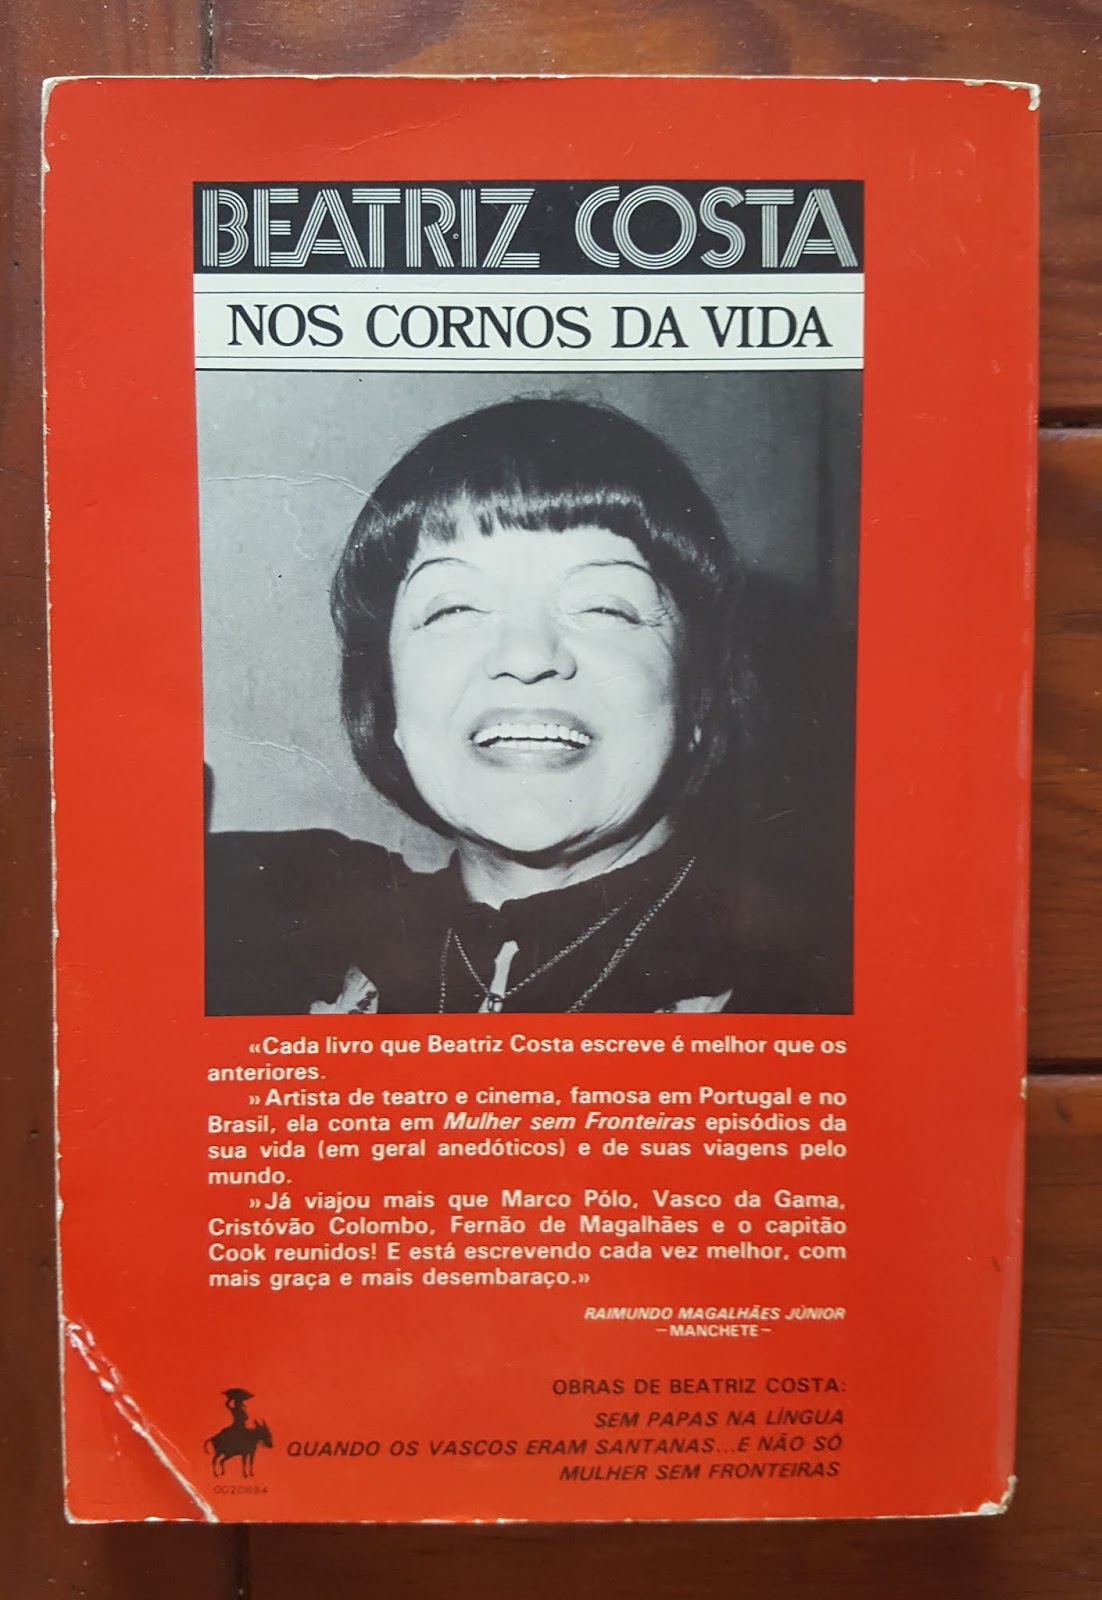 BEATRIZ COSTA
NOS CORNOS DA VIDA
«Cada livro que Beatriz Costa escreve é melhor que os
anteriores.
»Artista de teatro e cinema, famosa em Portugal e no
Brasil, ela conta em Mulher sem Fronteiras episódios da
sua vida (em geral anedóticos) e de suas viagens pelo
mundo.
»Já viajou mais que Marco Pólo, Vasco da Gama,
Cristóvão Colombo, Fernão de Magalhães e o capitão
Cook reunidos! E está escrevendo cada vez melhor, com
mais graça e mais desembaraço.»
RAIMUNDO MAGALHÃES JÚNIOR
—MANCHETE—
OBRAS DE BEATRIZ COSTA:
SEM PAPAS NA LÍNGUA
QUANDO OS VASCOS ERAM SANTANAS...E NÃO SÓ
MULHER SEM FRONTEIRAS
0020884